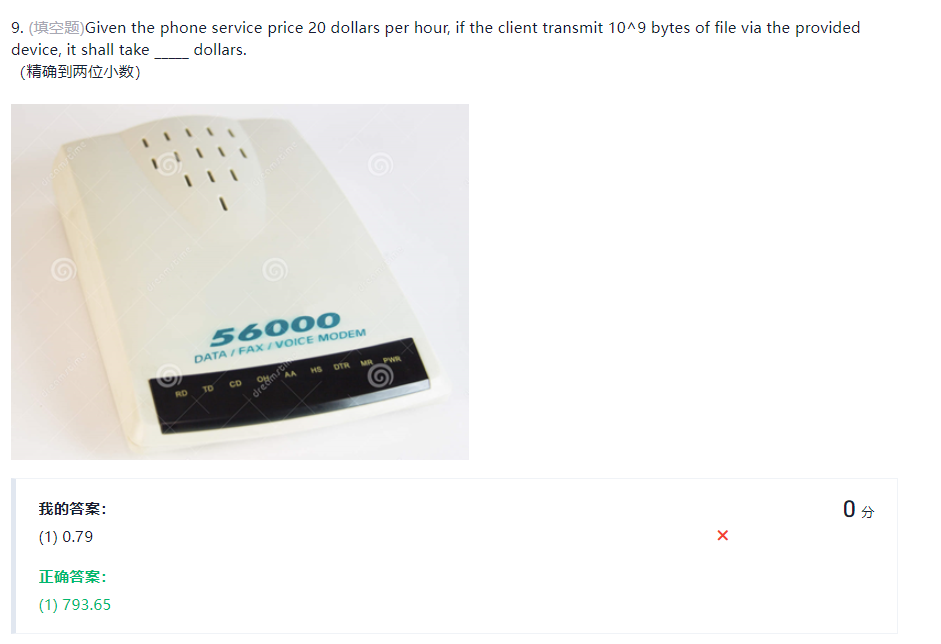 9. (填空题)Given the phone service price 20 dollars per hour, if the client transmit 10^9 bytes of file via the provided
device, it shall take _____ dollars.
（精确到两位小数）
56000
DATA / FAX / VOICE MODEM
RD TD CD OH AA HS DTR MR PWR
dreamstime
我的答案：
0 分
(1) 0.79
正确答案：
(1) 793.65